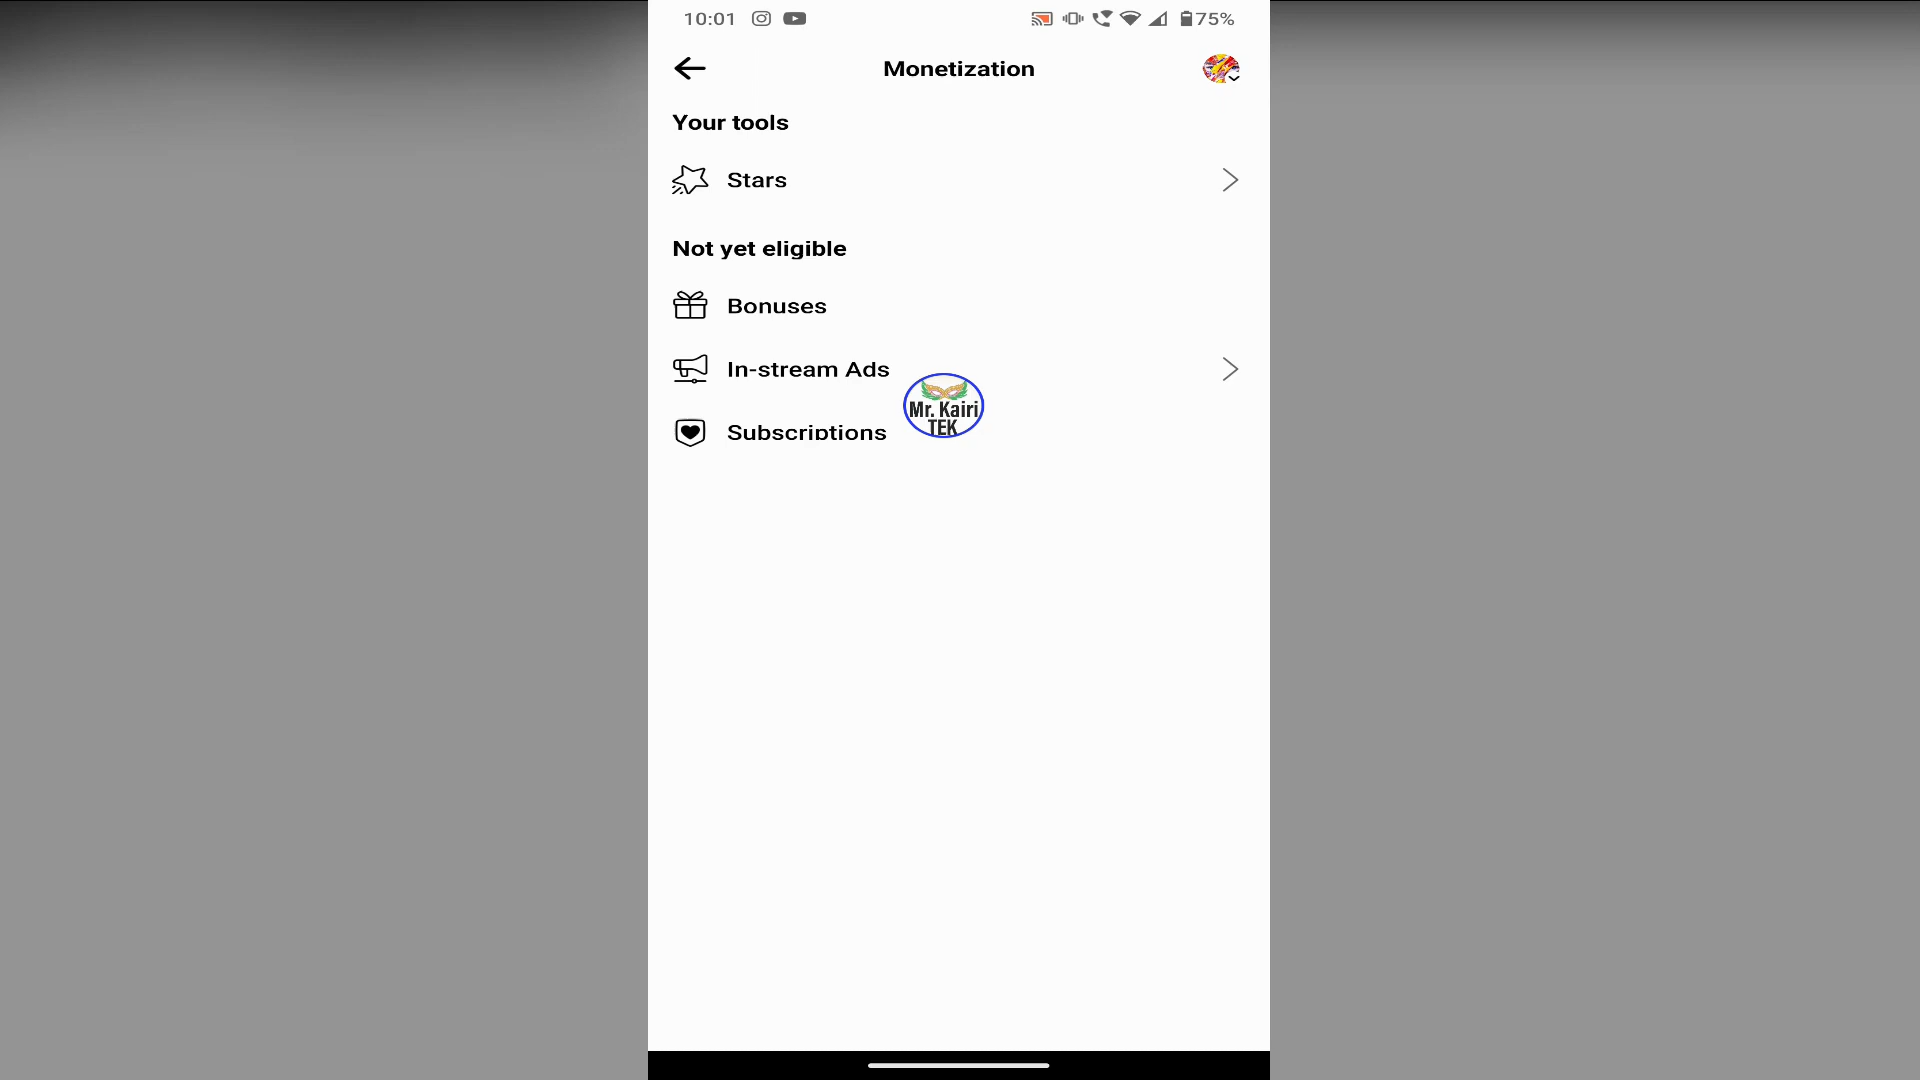 10:01
75%
Monetization
Your tools
Stars
Not yet eligible
Bonuses
In-stream Ads
Mr. Kairi
TEK
Subscriptions